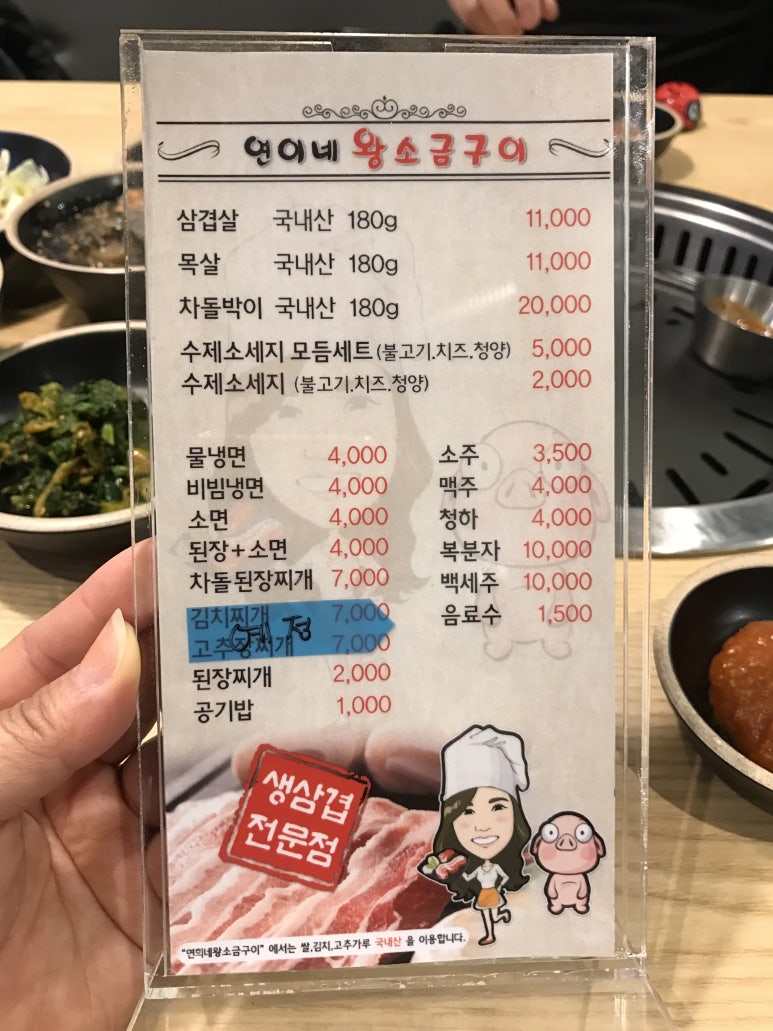 연이네 왕소금구이
삼겹살 국내산 180g 11,000
목살 국내산 180g 11,000
차돌박이 국내산 180g 20,000
수제소세지 모듬세트 (불고기.치즈.청양) 5,000
수제소세지 (불고기.치즈.청양) 2,000
물냉면 4,000
비빔냉면 4,000
소면 4,000
된장+소면 4,000
차돌된장찌개 7,000
김치찌개 7,000
고추장찌개 7,000
예정
된장찌개 2,000
공기밥 1,000
소주 3,500
맥주 4,000
청하 4,000
복분자 10,000
백세주 10,000
음료수 1,500
생삼겹
전문점
"연희네왕소금구이" 에서는 쌀,김치,고추가루 국내산 을 이용합니다.